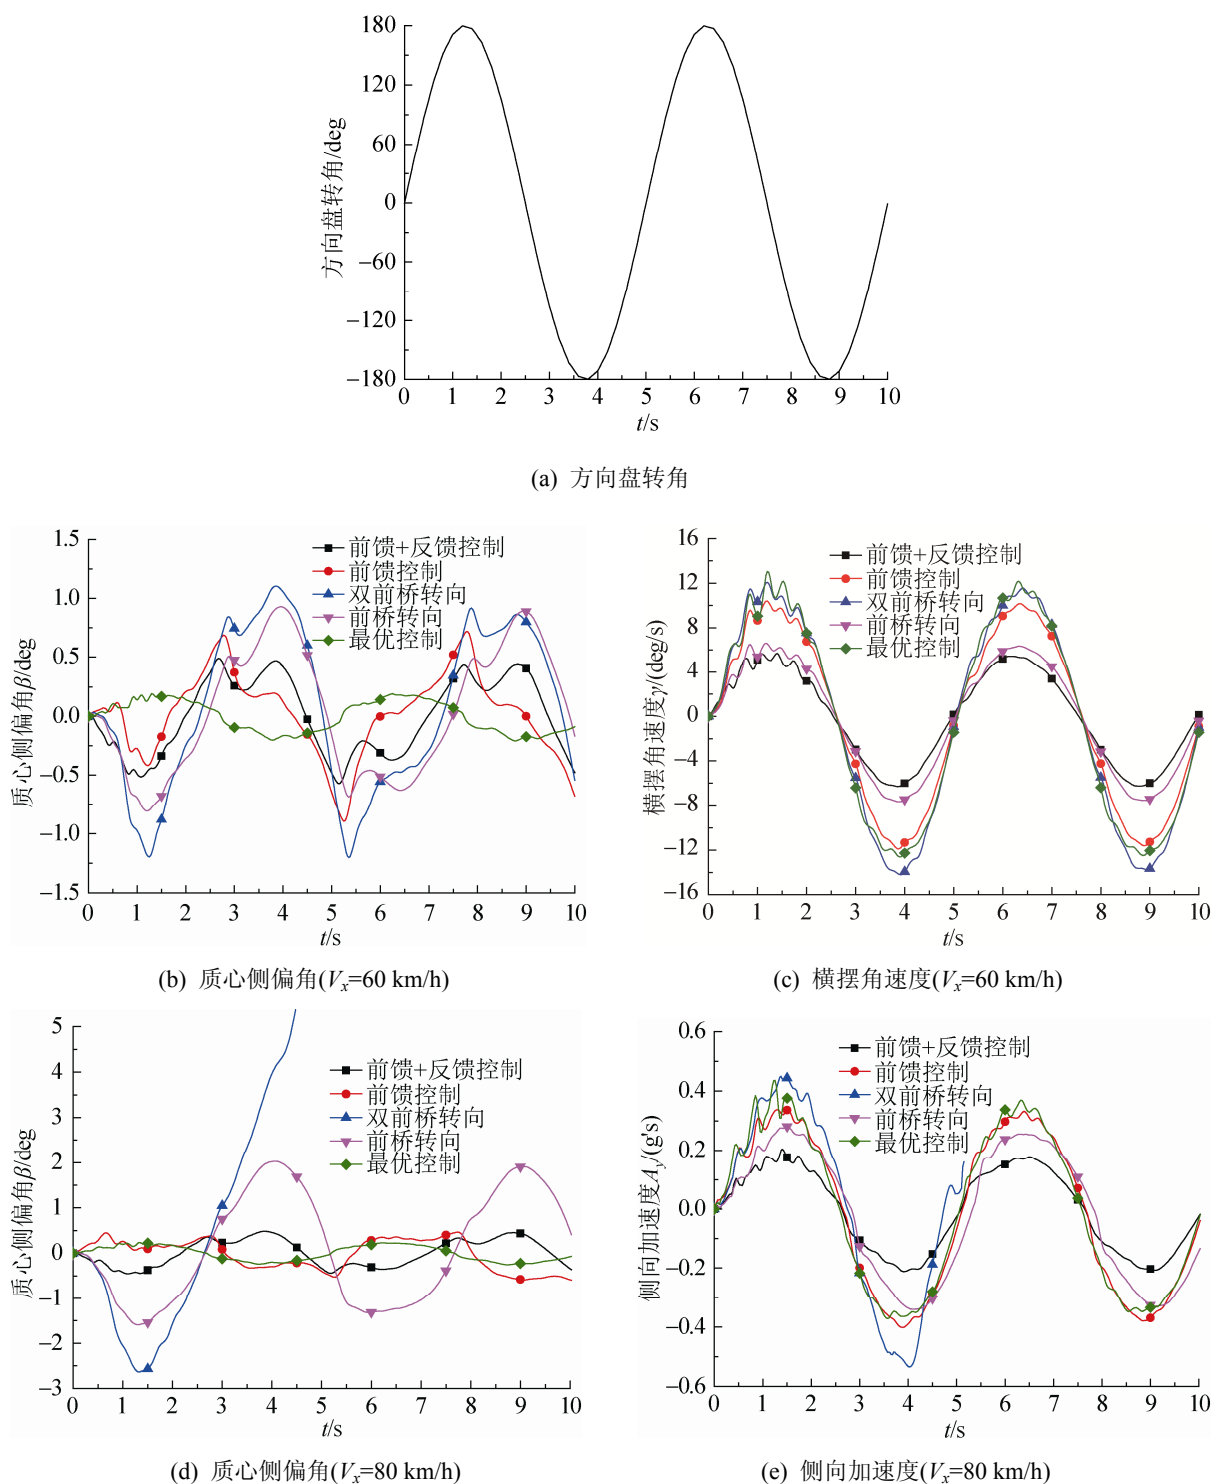 180
120
60
0
−60
−120
−180
方向盘转角/deg
0 1 2 3 4 5 6 7 8 9 10
t/s
(a) 方向盘转角
1.5
1.0
0.5
0.0
−0.5
−1.0
−1.5
质心侧偏角β/deg
前馈+反馈控制
前馈控制
双前桥转向
前桥转向
最优控制
0 1 2 3 4 5 6 7 8 9 10
t/s
(b) 质心侧偏角(Vx=60 km/h)
16
12
8
4
0
−4
−8
−12
−16
横摆角速度γ/(deg/s)
前馈+反馈控制
前馈控制
双前桥转向
前桥转向
最优控制
0 1 2 3 4 5 6 7 8 9 10
t/s
(c) 横摆角速度(Vx=60 km/h)
5
4
3
2
1
0
−1
−2
−3
质心侧偏角β/deg
前馈+反馈控制
前馈控制
双前桥转向
前桥转向
最优控制
0 1 2 3 4 5 6 7 8 9 10
t/s
(d) 质心侧偏角(Vx=80 km/h)
0.6
0.4
0.2
0.0
−0.2
−0.4
−0.6
侧向加速度Ay/(g's)
前馈+反馈控制
前馈控制
双前桥转向
前桥转向
最优控制
0 1 2 3 4 5 6 7 8 9 10
t/s
(e) 侧向加速度(Vx=80 km/h)